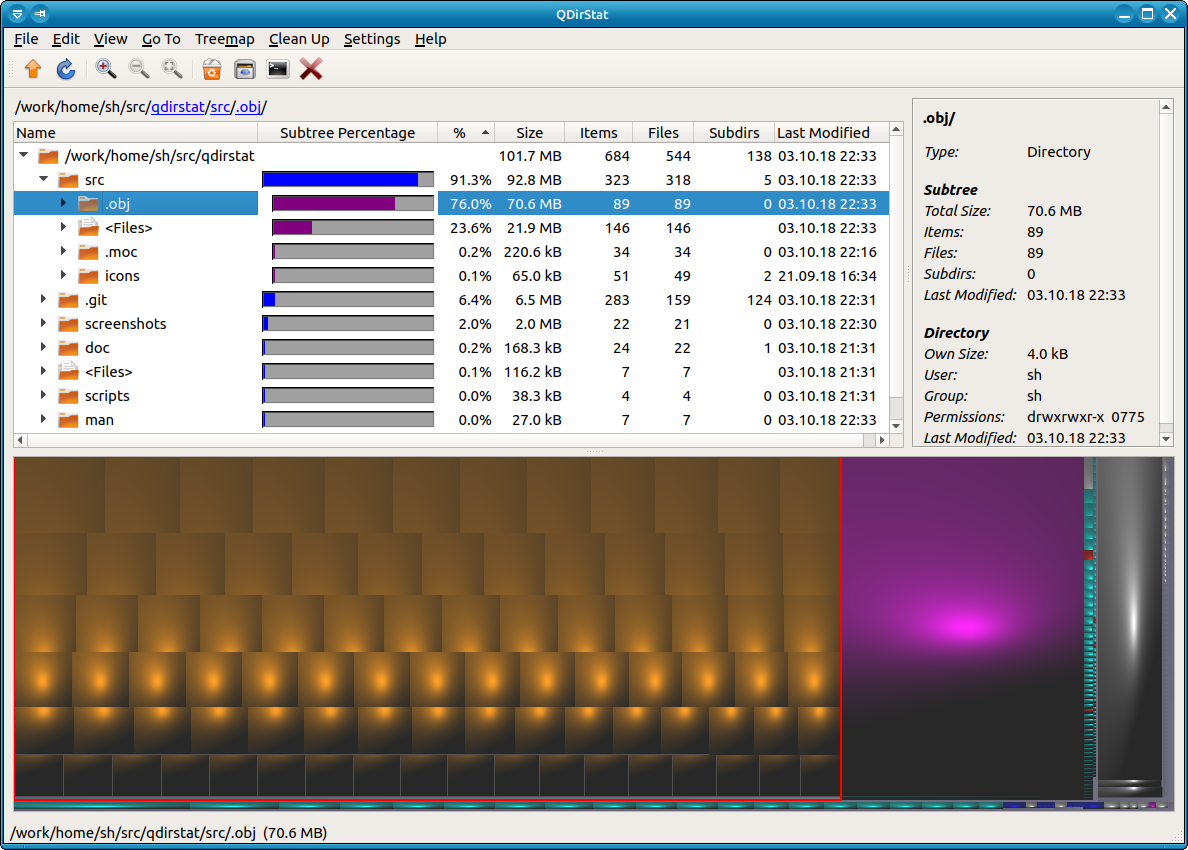 QDirStat
File Edit View Go To Treemap Clean Up Settings Help
/work/home/sh/src/qdirstat/src/.obj/
Name Subtree Percentage % Size Items Files Subdirs Last Modified
/work/home/sh/src/qdirstat 101.7 MB 684 544 138 03.10.18 22:33
src 91.3% 92.8 MB 323 318 5 03.10.18 22:33
.obj 76.0% 70.6 MB 89 89 0 03.10.18 22:33
<Files> 23.6% 21.9 MB 146 146 03.10.18 22:33
.moc 0.2% 220.6 kB 34 34 0 03.10.18 22:16
icons 0.1% 65.0 kB 51 49 2 21.09.18 16:34
.git 6.4% 6.5 MB 283 159 124 03.10.18 22:31
screenshots 2.0% 2.0 MB 22 21 0 03.10.18 22:30
doc 0.2% 168.3 kB 24 22 1 03.10.18 21:31
<Files> 0.1% 116.2 kB 7 7 03.10.18 21:31
scripts 0.0% 38.3 kB 4 4 0 03.10.18 21:31
man 0.0% 27.0 kB 7 7 0 03.10.18 22:33
.obj/
Type: Directory
Subtree
Total Size: 70.6 MB
Items: 89
Files: 89
Subdirs: 0
Last Modified: 03.10.18 22:33
Directory
Own Size: 4.0 kB
User: sh
Group: sh
Permissions: drwxrwxr-x 0775
Last Modified: 03.10.18 22:33
/work/home/sh/src/qdirstat/src/.obj (70.6 MB)